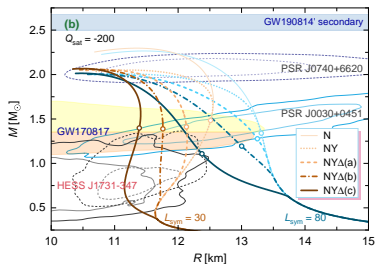 (b)
GW190814' secondary
Q_sat = -200
PSR J0740+6620
PSR J0030+0451
GW170817
HESS J1731-347
N
NY
NYΔ(a)
NYΔ(b)
NYΔ(c)
L_sym = 30
L_sym = 80
M [M⊙]
2.5
2.0
1.5
1.0
0.5
10
11
12
13
14
15
R [km]